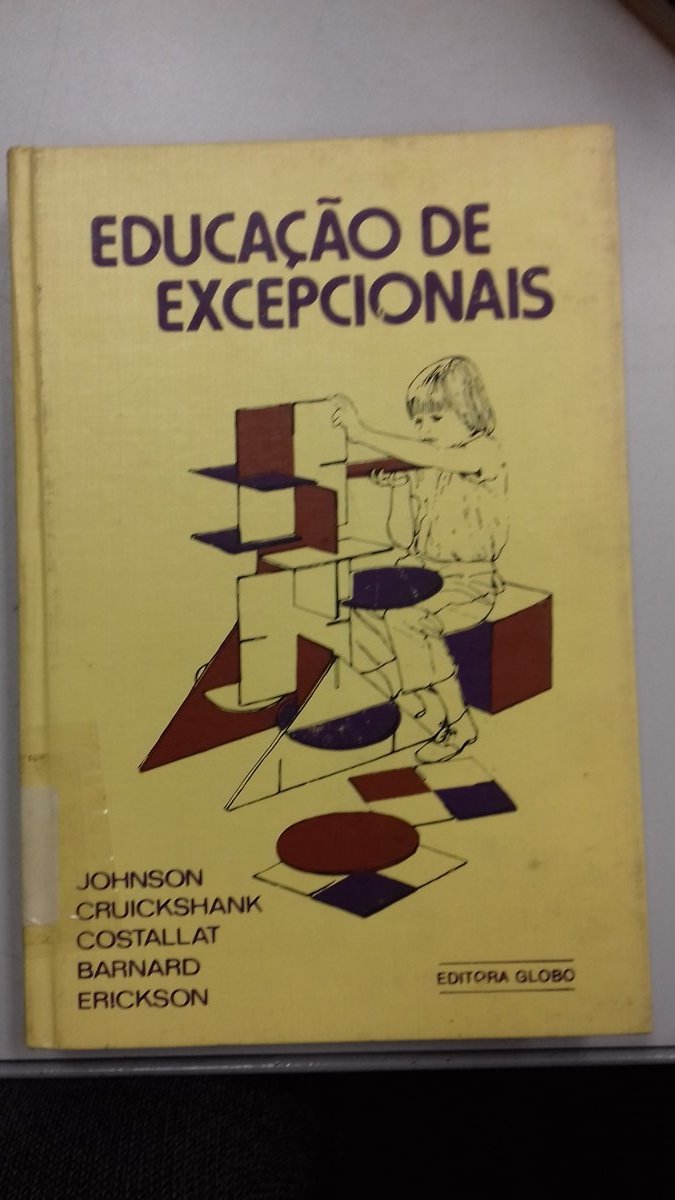 EDUCAÇÃO DE
EXCEPCIONAIS
JOHNSON
CRUICKSHANK
COSTALLAT
BARNARD
ERICKSON
EDITORA GLOBO